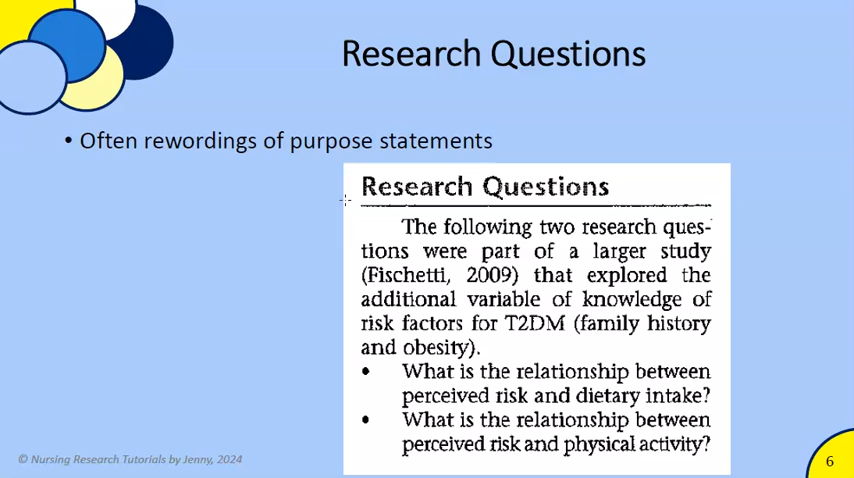 Research Questions
• Often rewordings of purpose statements
Research Questions
The following two research ques-
tions were part of a larger study
(Fischetti, 2009) that explored the
additional variable of knowledge of
risk factors for T2DM (family history
and obesity).
• What is the relationship between
perceived risk and dietary intake?
• What is the relationship between
perceived risk and physical activity?
© Nursing Research Tutorials by Jenny, 2024
6